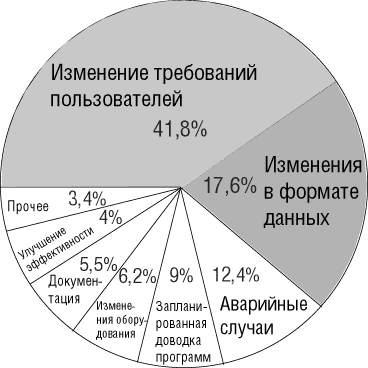 Изменение требований
пользователей
41,8%
17,6%
Изменения
в формате
данных
12,4%
Аварийные
случаи
9%
Заплани-
рованная
доводка
программ
6,2%
Измене-
ния обору-
дования
5,5%
Докумен-
тация
4%
Улучшение
эффективности
3,4%
Прочее